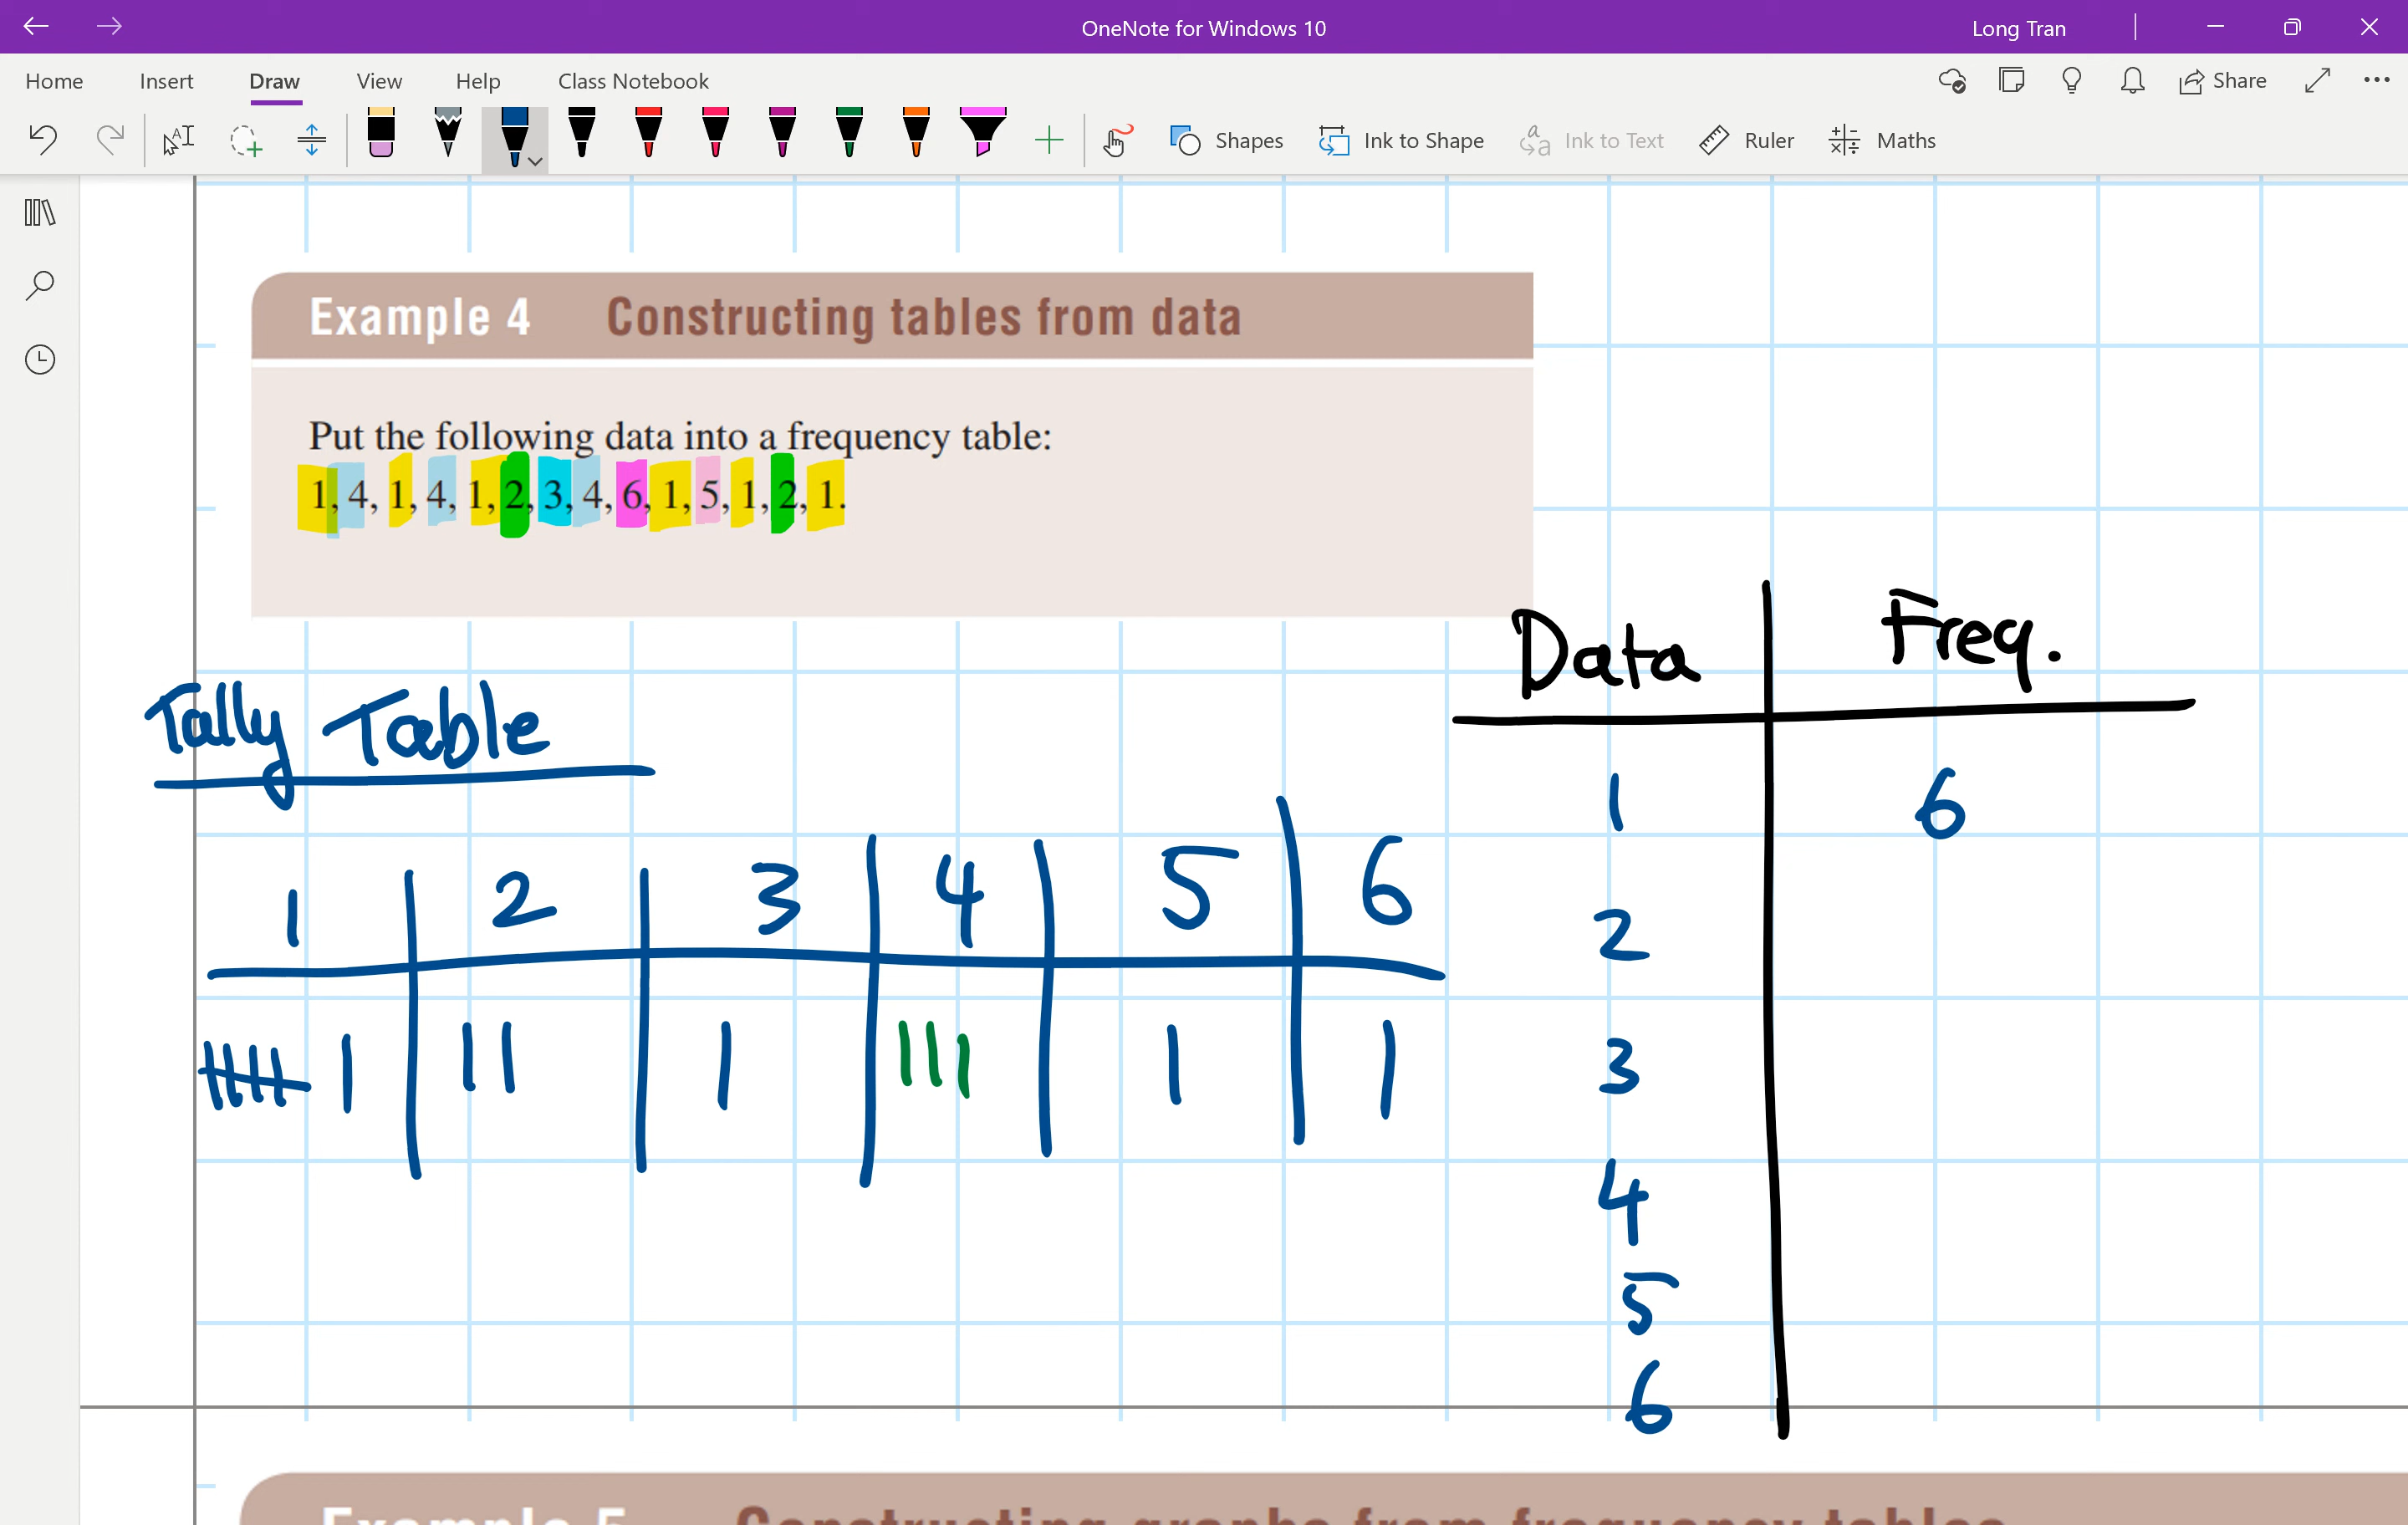 OneNote for Windows 10
Long Tran
Home Insert Draw View Help Class Notebook
Share
Shapes Ink to Shape Ink to Text Ruler Maths
Example 4 Constructing tables from data
Put the following data into a frequency table:
1, 4, 1, 4, 1, 2, 3, 4, 6, 1, 5, 1, 2, 1.
Data Freq.
1 6
2
3
4
5
6
Tally Table
1 2 3 4 5 6
Example 5 Constructing graphs from frequency tables